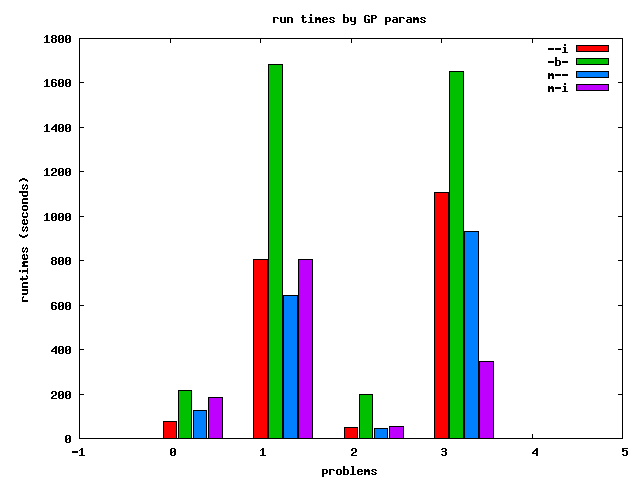 run times by GP params
1800
1600
1400
1200
1000
800
600
400
200
0
--i
-b-
m--
m-i
runtimes (seconds)
-1 0 1 2 3 4 5
problems